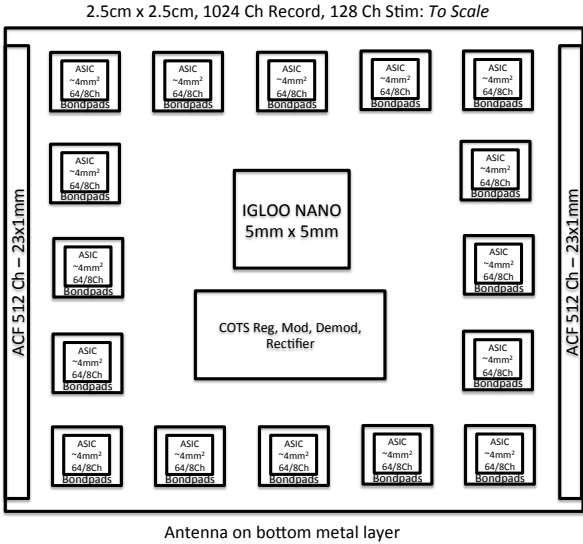 2.5cm x 2.5cm, 1024 Ch Record, 128 Ch Stim: To Scale
ASIC
~4mm²
64/8Ch
Bondpads
ASIC
~4mm²
64/8Ch
Bondpads
ASIC
~4mm²
64/8Ch
Bondpads
ASIC
~4mm²
64/8Ch
Bondpads
ASIC
~4mm²
64/8Ch
Bondpads
ACF 512 Ch – 23x1mm
ASIC
~4mm²
64/8Ch
Bondpads
IGLOO NANO
5mm x 5mm
ASIC
~4mm²
64/8Ch
Bondpads
ACF 512 Ch – 23x1mm
ASIC
~4mm²
64/8Ch
Bondpads
ASIC
~4mm²
64/8Ch
Bondpads
COTS Reg, Mod, Demod,
Rectifier
ASIC
~4mm²
64/8Ch
Bondpads
ASIC
~4mm²
64/8Ch
Bondpads
ASIC
~4mm²
64/8Ch
Bondpads
ASIC
~4mm²
64/8Ch
Bondpads
ASIC
~4mm²
64/8Ch
Bondpads
ASIC
~4mm²
64/8Ch
Bondpads
ASIC
~4mm²
64/8Ch
Bondpads
Antenna on bottom metal layer